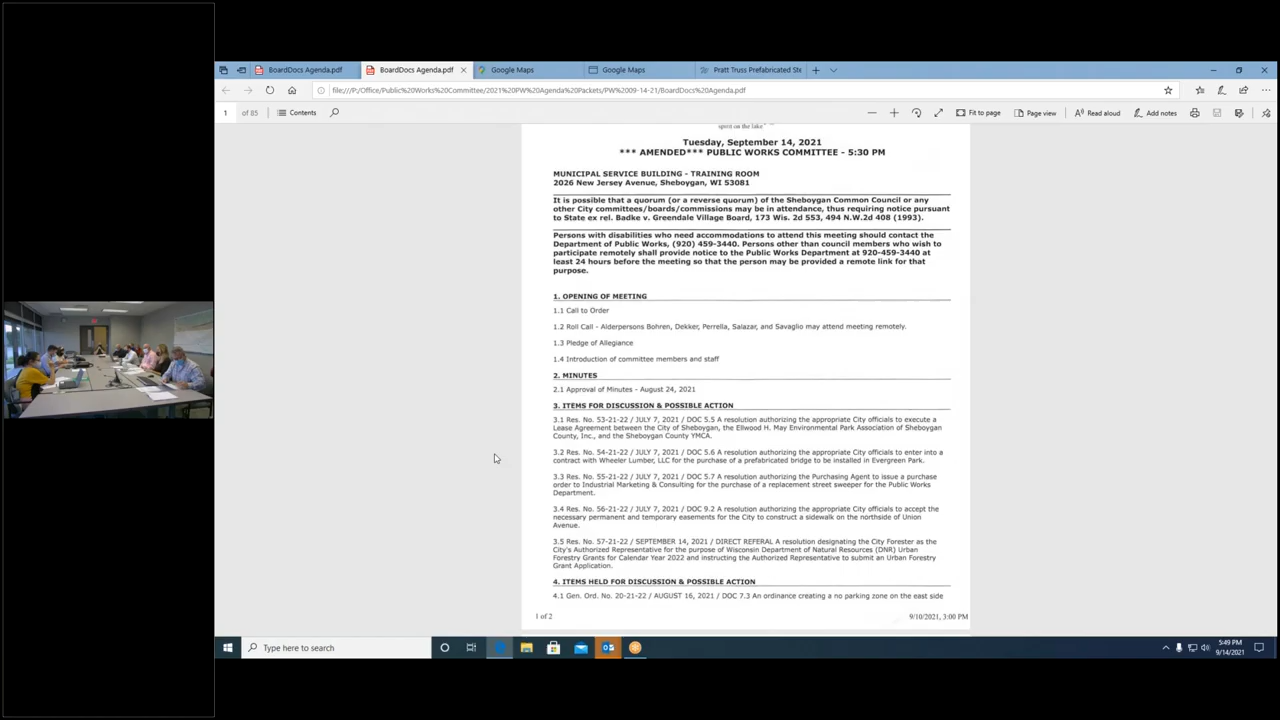 BoardDocs Agenda.pdf
BoardDocs Agenda.pdf
Google Maps
Google Maps
Pratt Truss Prefabricated Ste
file:///P:/Office/Public%20Works%20Committee/2021%20PW%20Agenda%20Packets/PW%2009-14-21/BoardDocs%20Agenda.pdf
1 of 85
Contents
Fit to page
Page view
Read aloud
Add notes
spirit on the lake
Tuesday, September 14, 2021
*** AMENDED*** PUBLIC WORKS COMMITTEE - 5:30 PM
MUNICIPAL SERVICE BUILDING - TRAINING ROOM
2026 New Jersey Avenue, Sheboygan, WI 53081
It is possible that a quorum (or a reverse quorum) of the Sheboygan Common Council or any
other City committees/boards/commissions may be in attendance, thus requiring notice pursuant
to State ex rel. Badke v. Greendale Village Board, 173 Wis. 2d 553, 494 N.W.2d 408 (1993).
Persons with disabilities who need accommodations to attend this meeting should contact the
Department of Public Works, (920) 459-3440. Persons other than council members who wish to
participate remotely shall provide notice to the Public Works Department at 920-459-3440 at
least 24 hours before the meeting so that the person may be provided a remote link for that
purpose.
1. OPENING OF MEETING
1.1 Call to Order
1.2 Roll Call - Alderpersons Bohren, Dekker, Perrella, Salazar, and Savaglio may attend meeting remotely.
1.3 Pledge of Allegiance
1.4 Introduction of committee members and staff
2. MINUTES
2.1 Approval of Minutes - August 24, 2021
3. ITEMS FOR DISCUSSION & POSSIBLE ACTION
3.1 Res. No. 53-21-22 / JULY 7, 2021 / DOC 5.5 A resolution authorizing the appropriate City officials to execute a
Lease Agreement between the City of Sheboygan, the Ellwood H. May Environmental Park Association of Sheboygan
County, Inc., and the Sheboygan County YMCA.
3.2 Res. No. 54-21-22 / JULY 7, 2021 / DOC 5.6 A resolution authorizing the appropriate City officials to enter into a
contract with Wheeler Lumber, LLC for the purchase of a prefabricated bridge to be installed in Evergreen Park.
3.3 Res. No. 55-21-22 / JULY 7, 2021 / DOC 5.7 A resolution authorizing the Purchasing Agent to issue a purchase
order to Industrial Marketing & Consulting for the purchase of a replacement street sweeper for the Public Works
Department.
3.4 Res. No. 56-21-22 / JULY 7, 2021 / DOC 9.2 A resolution authorizing the appropriate City officials to accept the
necessary permanent and temporary easements for the City to construct a sidewalk on the northside of Union
Avenue.
3.5 Res. No. 57-21-22 / SEPTEMBER 14, 2021 / DIRECT REFERAL A resolution designating the City Forester as the
City's Authorized Representative for the purpose of Wisconsin Department of Natural Resources (DNR) Urban
Forestry Grants for Calendar Year 2022 and instructing the Authorized Representative to submit an Urban Forestry
Grant Application.
4. ITEMS HELD FOR DISCUSSION & POSSIBLE ACTION
4.1 Gen. Ord. No. 20-21-22 / AUGUST 16, 2021 / DOC 7.3 An ordinance creating a no parking zone on the east side
1 of 2
9/10/2021, 3:00 PM
Type here to search
5:49 PM
9/14/2021